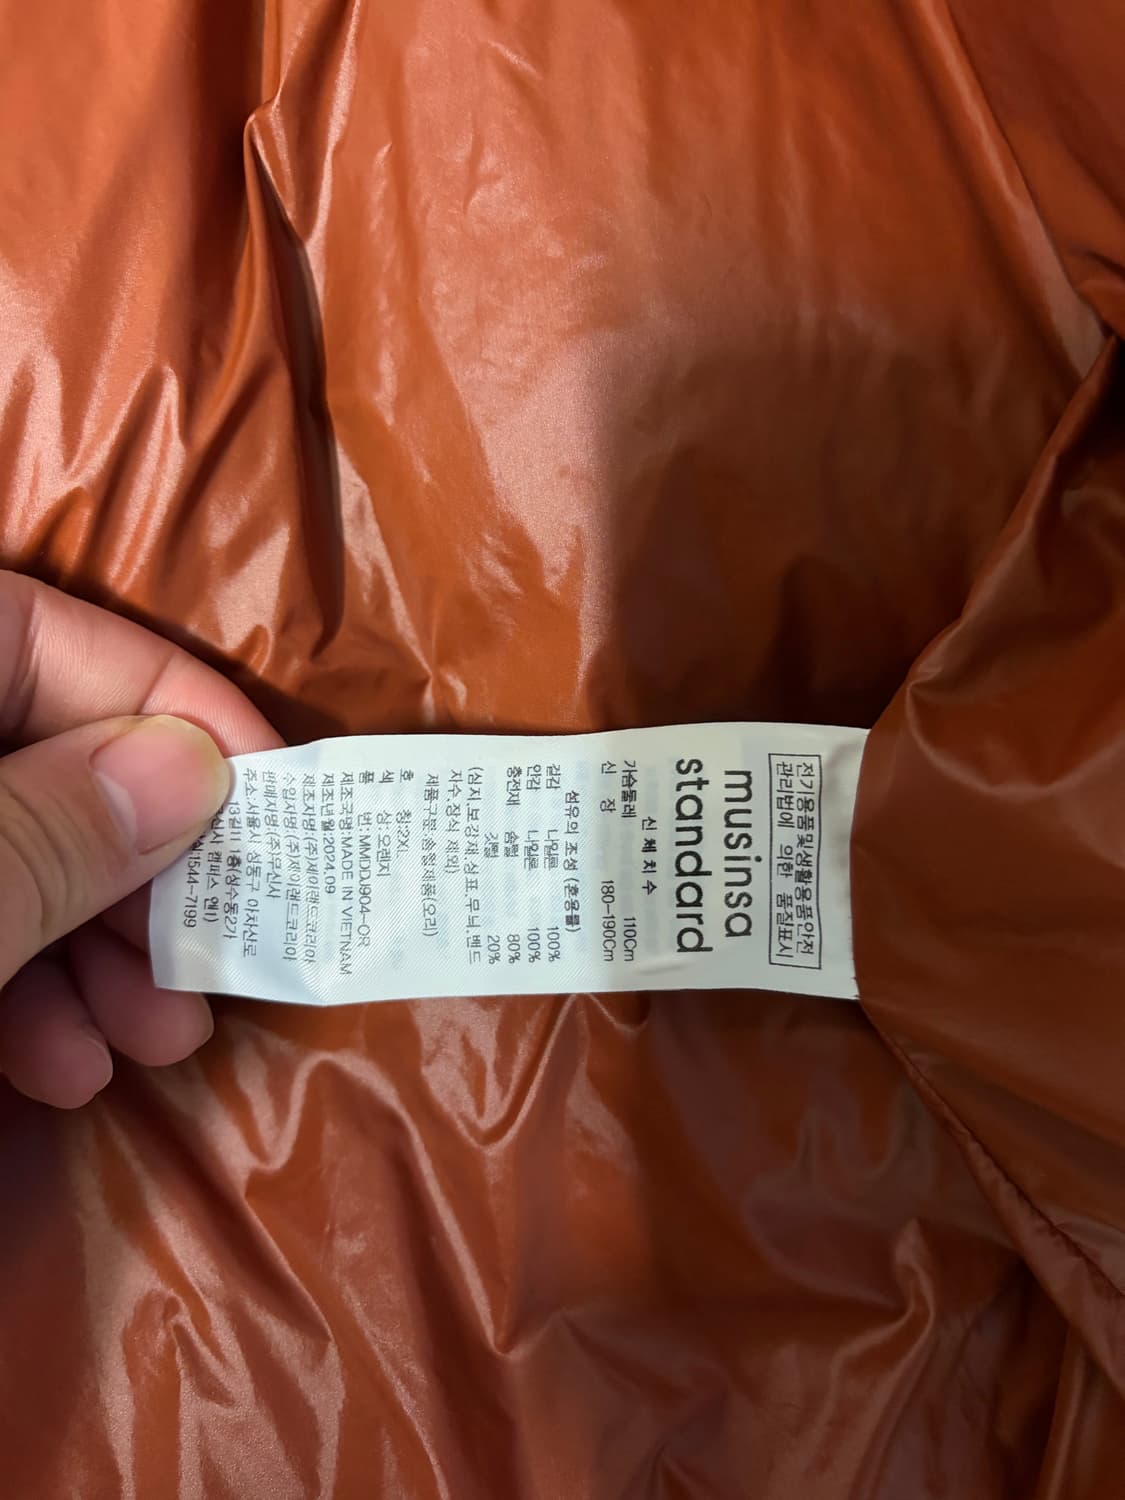 전기용품및생활용품안전
관리법에 의한 품질표시
musinsa
standard
신체치수
가슴둘레 110Cm
신 장 180-190Cm
섬유의 조성 (혼용률)
겉감 나일론 100%
안감 나일론 100%
충전재 솜털 80%
깃털 20%
(심지.보강재.심포.무늬.밴드
자수.장식 제외)
제품구분:솜털제품(오리)
호 칭:2XL
색 상:오렌지
품 번:MMDDJ904-OR
제조국명:MADE IN VIETNAM
제조년월:2024.09
제조자명:(주)제이랜드코리아
수입자명:(주)제이랜드코리아
판매자명:(주)무신사
주소:서울시 성동구 아차산로
13길11 1층(성수동2가
무신사 캠퍼스 엔1)
:1544-7199